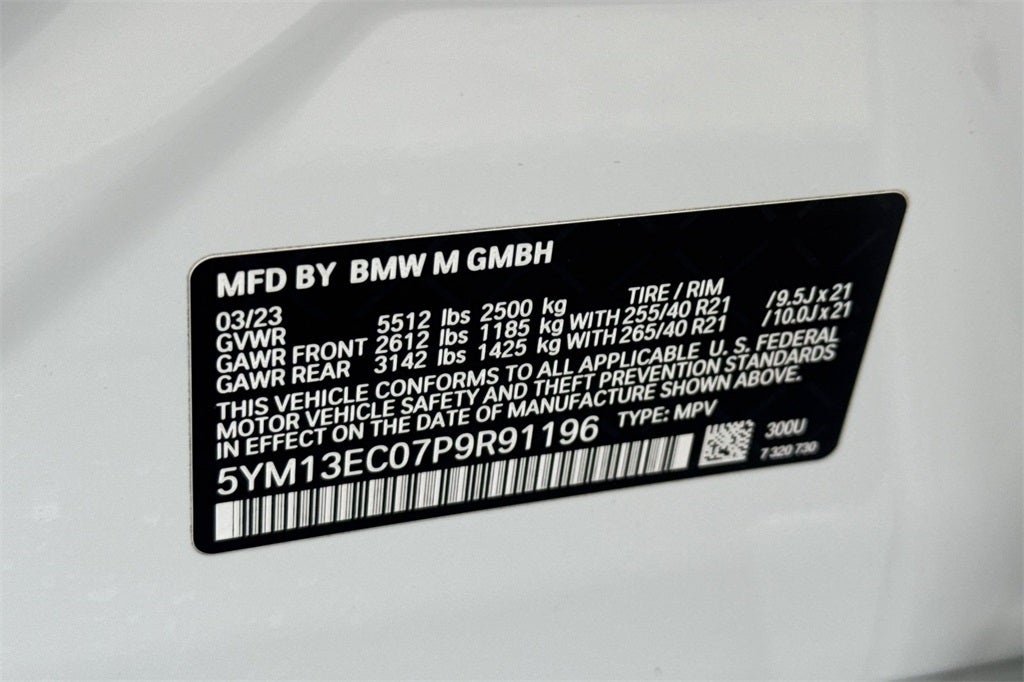 MFD BY BMW M GMBH
03/23 TIRE / RIM
GVWR 5512 lbs 2500 kg
GAWR FRONT 2612 lbs 1185 kg WITH 255/40 R21 /9.5J x 21
GAWR REAR 3142 lbs 1425 kg WITH 265/40 R21 /10.0J x 21
THIS VEHICLE CONFORMS TO ALL APPLICABLE U. S. FEDERAL
MOTOR VEHICLE SAFETY AND THEFT PREVENTION STANDARDS
IN EFFECT ON THE DATE OF MANUFACTURE SHOWN ABOVE.
5YM13EC07P9R91196 TYPE: MPV
300U
7 320 730